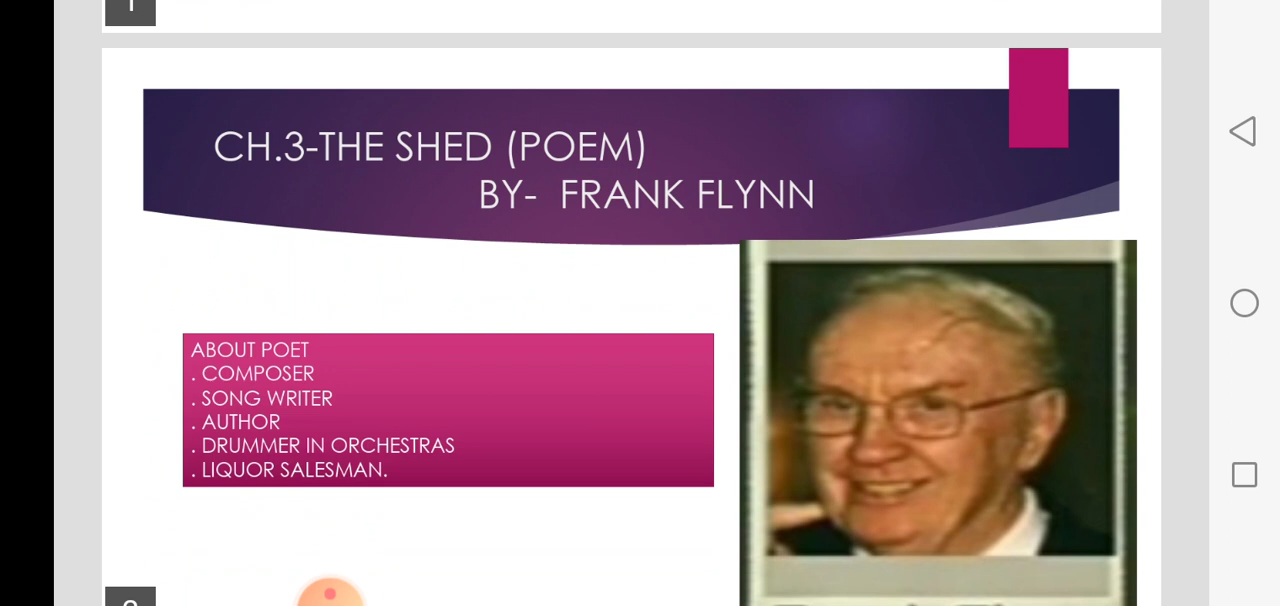 CH.3-THE SHED (POEM)
BY- FRANK FLYNN
ABOUT POET
. COMPOSER
. SONG WRITER
. AUTHOR
. DRUMMER IN ORCHESTRAS
. LIQUOR SALESMAN.